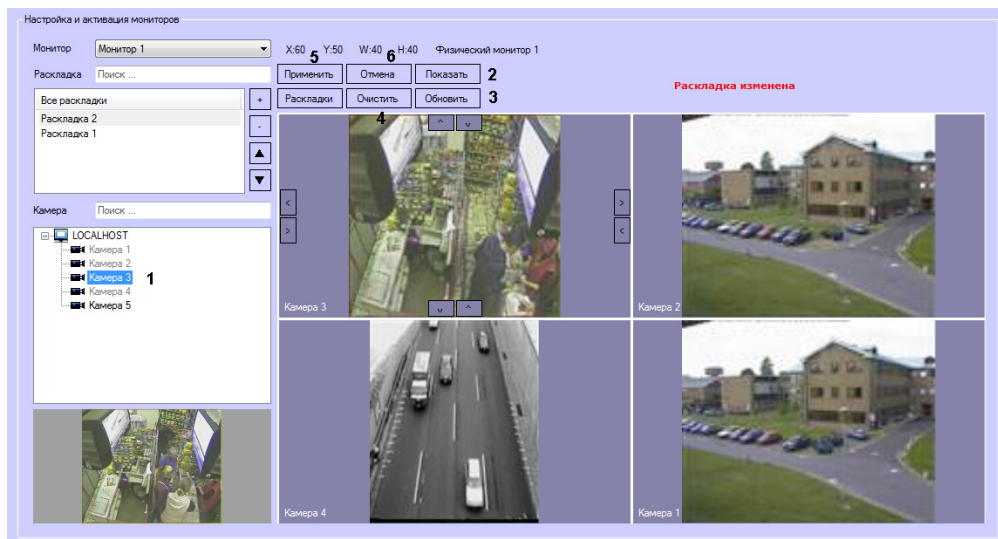 Настройка и активация мониторов
Монитор Монитор 1 X:60 Y:50 W:40 H:40 Физический монитор 1
5 6
Раскладка Поиск ... Применить Отмена Показать 2
Раскладка изменена
Все раскладки + Раскладки Очистить Обновить 3
4
Раскладка 2
Раскладка 1 -
▲
▼
^ v
< >
> <
v ^
Камера Поиск ...
LOCALHOST
Камера 1
Камера 2
Камера 3 1
Камера 4
Камера 5
Камера 3 Камера 2
Камера 4 Камера 1